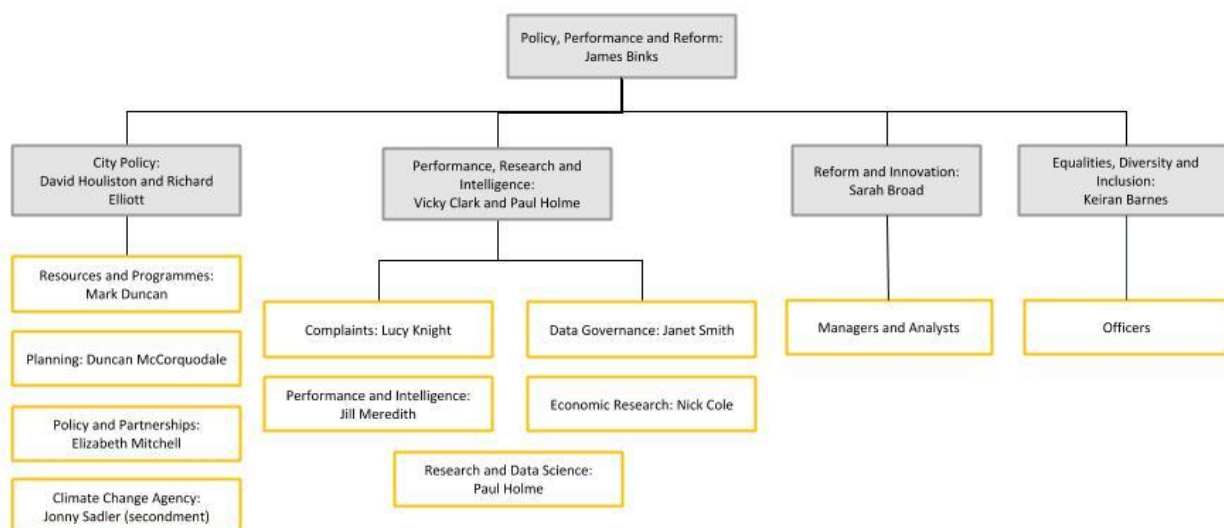 Policy, Performance and Reform:
James Binks
City Policy:
David Houliston and Richard
Elliott
Performance, Research and
Intelligence:
Vicky Clark and Paul Holme
Reform and Innovation:
Sarah Broad
Equalities, Diversity and
Inclusion:
Keiran Barnes
Resources and Programmes:
Mark Duncan
Planning: Duncan McCorquodale
Policy and Partnerships:
Elizabeth Mitchell
Climate Change Agency:
Jonny Sadler (secondment)
Complaints: Lucy Knight
Data Governance: Janet Smith
Performance and Intelligence:
Jill Meredith
Economic Research: Nick Cole
Research and Data Science:
Paul Holme
Managers and Analysts
Officers